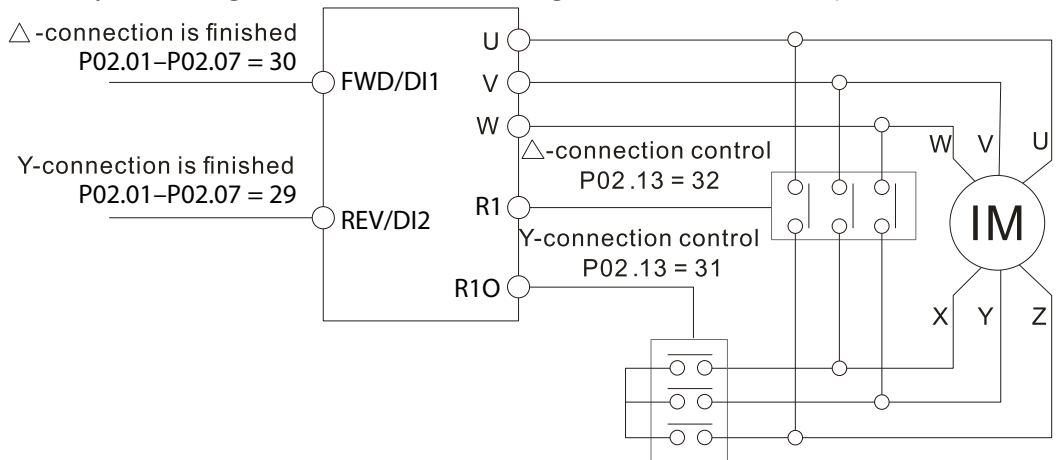 △-connection is finished
P02.01–P02.07 = 30
FWD/DI1
Y-connection is finished
P02.01–P02.07 = 29
REV/DI2
U
V
W
△-connection control
P02.13 = 32
R1
Y-connection control
P02.13 = 31
R1O
W V U
IM
X Y Z